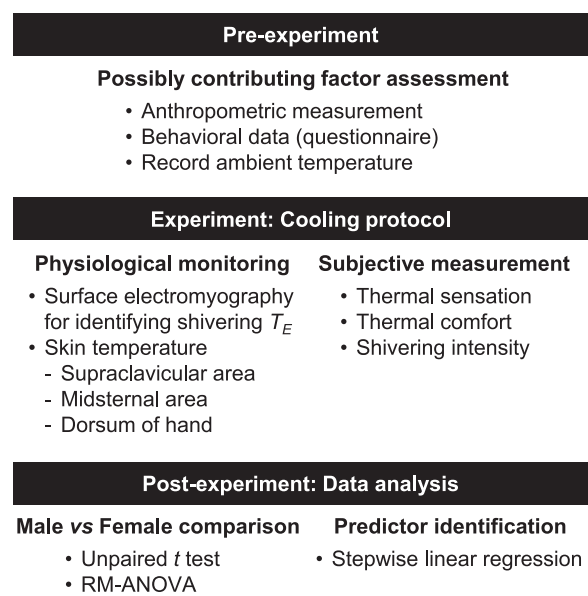 Pre-experiment
Possibly contributing factor assessment
• Anthropometric measurement
• Behavioral data (questionnaire)
• Record ambient temperature
Experiment: Cooling protocol
Physiological monitoring
• Surface electromyography
for identifying shivering T_E
• Skin temperature
- Supraclavicular area
- Midsternal area
- Dorsum of hand
Subjective measurement
• Thermal sensation
• Thermal comfort
• Shivering intensity
Post-experiment: Data analysis
Male vs Female comparison
• Unpaired t test
• RM-ANOVA
Predictor identification
• Stepwise linear regression